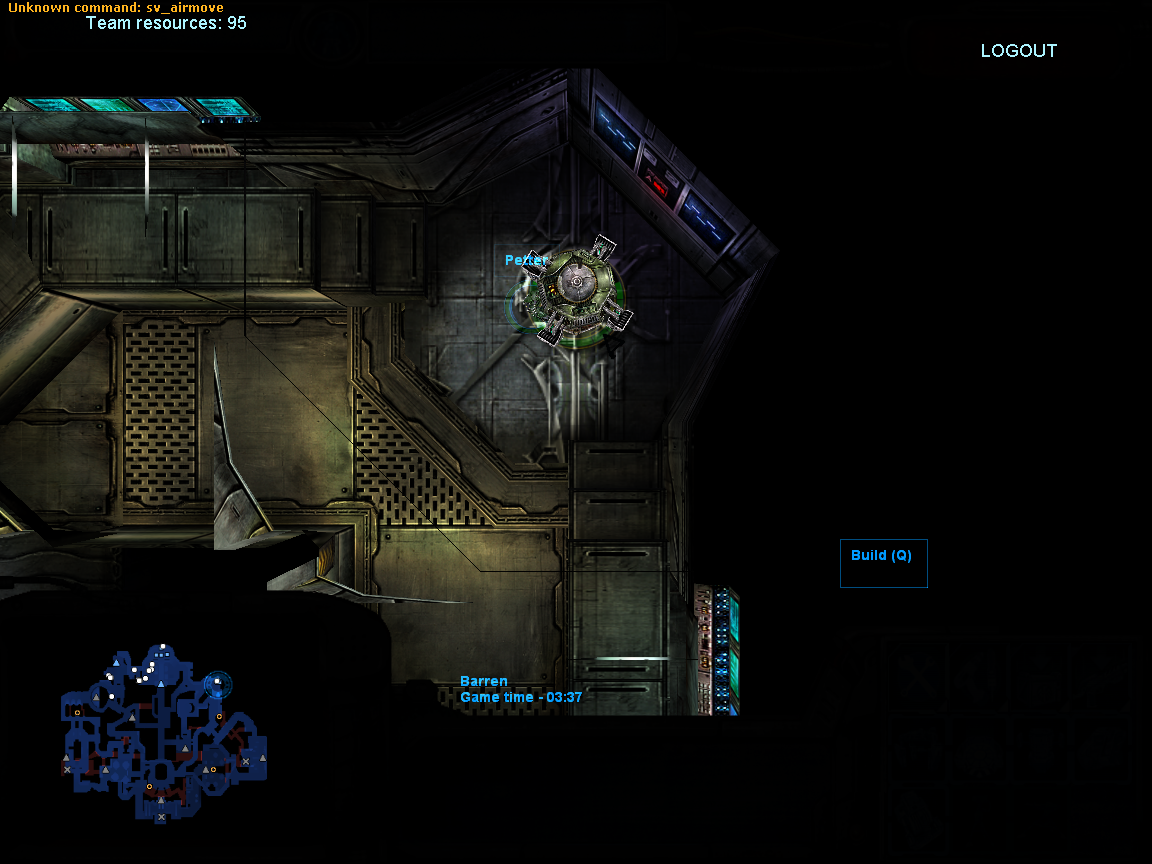 Unknown command: sv_airmove
Team resources: 95
LOGOUT
Petter
Build (Q)
Barren
Game time - 03:37